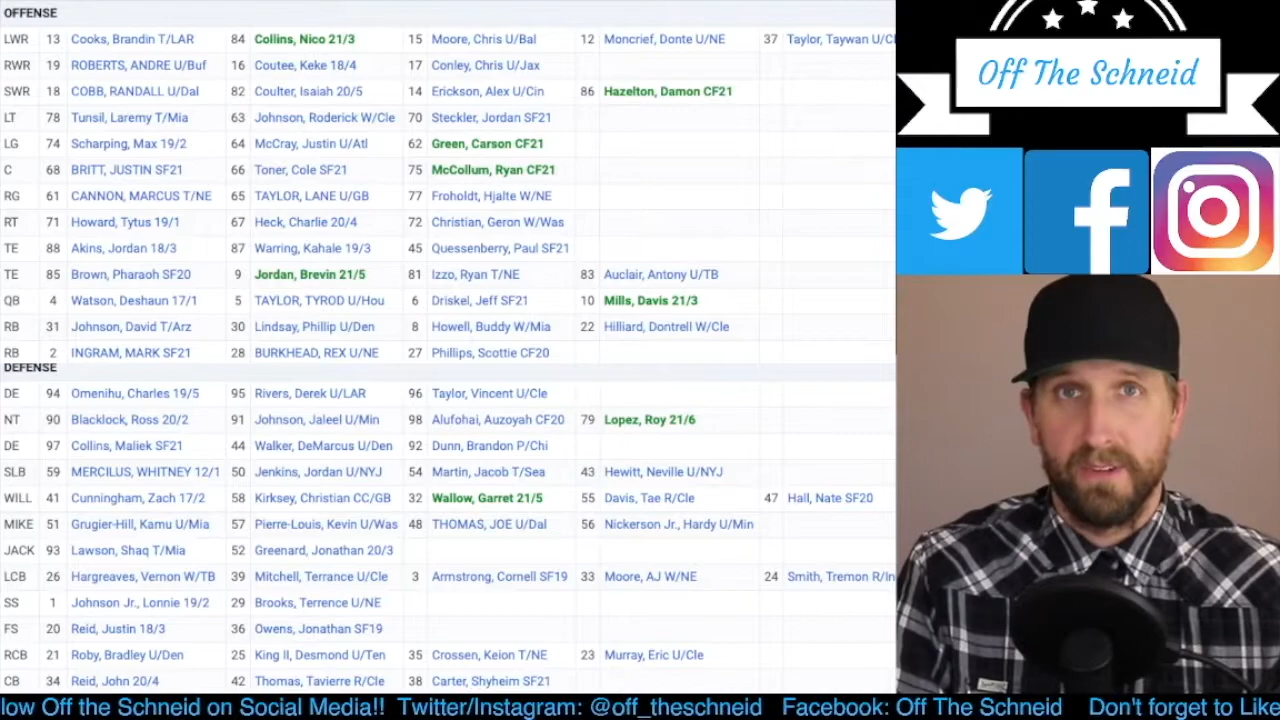 OFFENSE
LWR 13 Cooks, Brandin T/LAR 84 Collins, Nico 21/3 15 Moore, Chris U/Bal 12 Moncrief, Donte U/NE 37 Taylor, Taywan U/Cl
RWR 19 ROBERTS, ANDRE U/Buf 16 Coutee, Keke 18/4 17 Conley, Chris U/Jax
SWR 18 COBB, RANDALL U/Dal 82 Coulter, Isaiah 20/5 14 Erickson, Alex U/Cin 86 Hazelton, Damon CF21
LT 78 Tunsil, Laremy T/Mia 63 Johnson, Roderick W/Cle 70 Steckler, Jordan SF21
LG 74 Scharping, Max 19/2 64 McCray, Justin U/Atl 62 Green, Carson CF21
C 68 BRITT, JUSTIN SF21 66 Toner, Cole SF21 75 McCollum, Ryan CF21
RG 61 CANNON, MARCUS T/NE 65 TAYLOR, LANE U/GB 77 Froholdt, Hjalte W/NE
RT 71 Howard, Tytus 19/1 67 Heck, Charlie 20/4 72 Christian, Geron W/Was
TE 88 Akins, Jordan 18/3 87 Warring, Kahale 19/3 45 Quessenberry, Paul SF21
TE 85 Brown, Pharaoh SF20 9 Jordan, Brevin 21/5 81 Izzo, Ryan T/NE 83 Auclair, Antony U/TB
QB 4 Watson, Deshaun 17/1 5 TAYLOR, TYROD U/Hou 6 Driskel, Jeff SF21 10 Mills, Davis 21/3
RB 31 Johnson, David T/Arz 30 Lindsay, Phillip U/Den 8 Howell, Buddy W/Mia 22 Hilliard, Dontrell W/Cle
RB 2 INGRAM, MARK SF21 28 BURKHEAD, REX U/NE 27 Phillips, Scottie CF20
DEFENSE
DE 94 Omenihu, Charles 19/5 95 Rivers, Derek U/LAR 96 Taylor, Vincent U/Cle
NT 90 Blacklock, Ross 20/2 91 Johnson, Jaleel U/Min 98 Alufohai, Auzoyah CF20 79 Lopez, Roy 21/6
DE 97 Collins, Maliek SF21 44 Walker, DeMarcus U/Den 92 Dunn, Brandon P/Chi
SLB 59 MERCILUS, WHITNEY 12/1 50 Jenkins, Jordan U/NYJ 54 Martin, Jacob T/Sea 43 Hewitt, Neville U/NYJ
WILL 41 Cunningham, Zach 17/2 58 Kirksey, Christian CC/GB 32 Wallow, Garret 21/5 55 Davis, Tae R/Cle 47 Hall, Nate SF20
MIKE 51 Grugier-Hill, Kamu U/Mia 57 Pierre-Louis, Kevin U/Was 48 THOMAS, JOE U/Dal 56 Nickerson Jr., Hardy U/Min
JACK 93 Lawson, Shaq T/Mia 52 Greenard, Jonathan 20/3
LCB 26 Hargreaves, Vernon W/TB 39 Mitchell, Terrance U/Cle 3 Armstrong, Cornell SF19 33 Moore, AJ W/NE 24 Smith, Tremon R/In
SS 1 Johnson Jr., Lonnie 19/2 29 Brooks, Terrence U/NE
FS 20 Reid, Justin 18/3 36 Owens, Jonathan SF19
RCB 21 Roby, Bradley U/Den 25 King II, Desmond U/Ten 35 Crossen, Keion T/NE 23 Murray, Eric U/Cle
CB 34 Reid, John 20/4 42 Thomas, Tavierre R/Cle 38 Carter, Shyheim SF21
Off The Schneid
low Off the Schneid on Social Media!! Twitter/Instagram: @off_theschneid Facebook: Off The Schneid Don't forget to Like